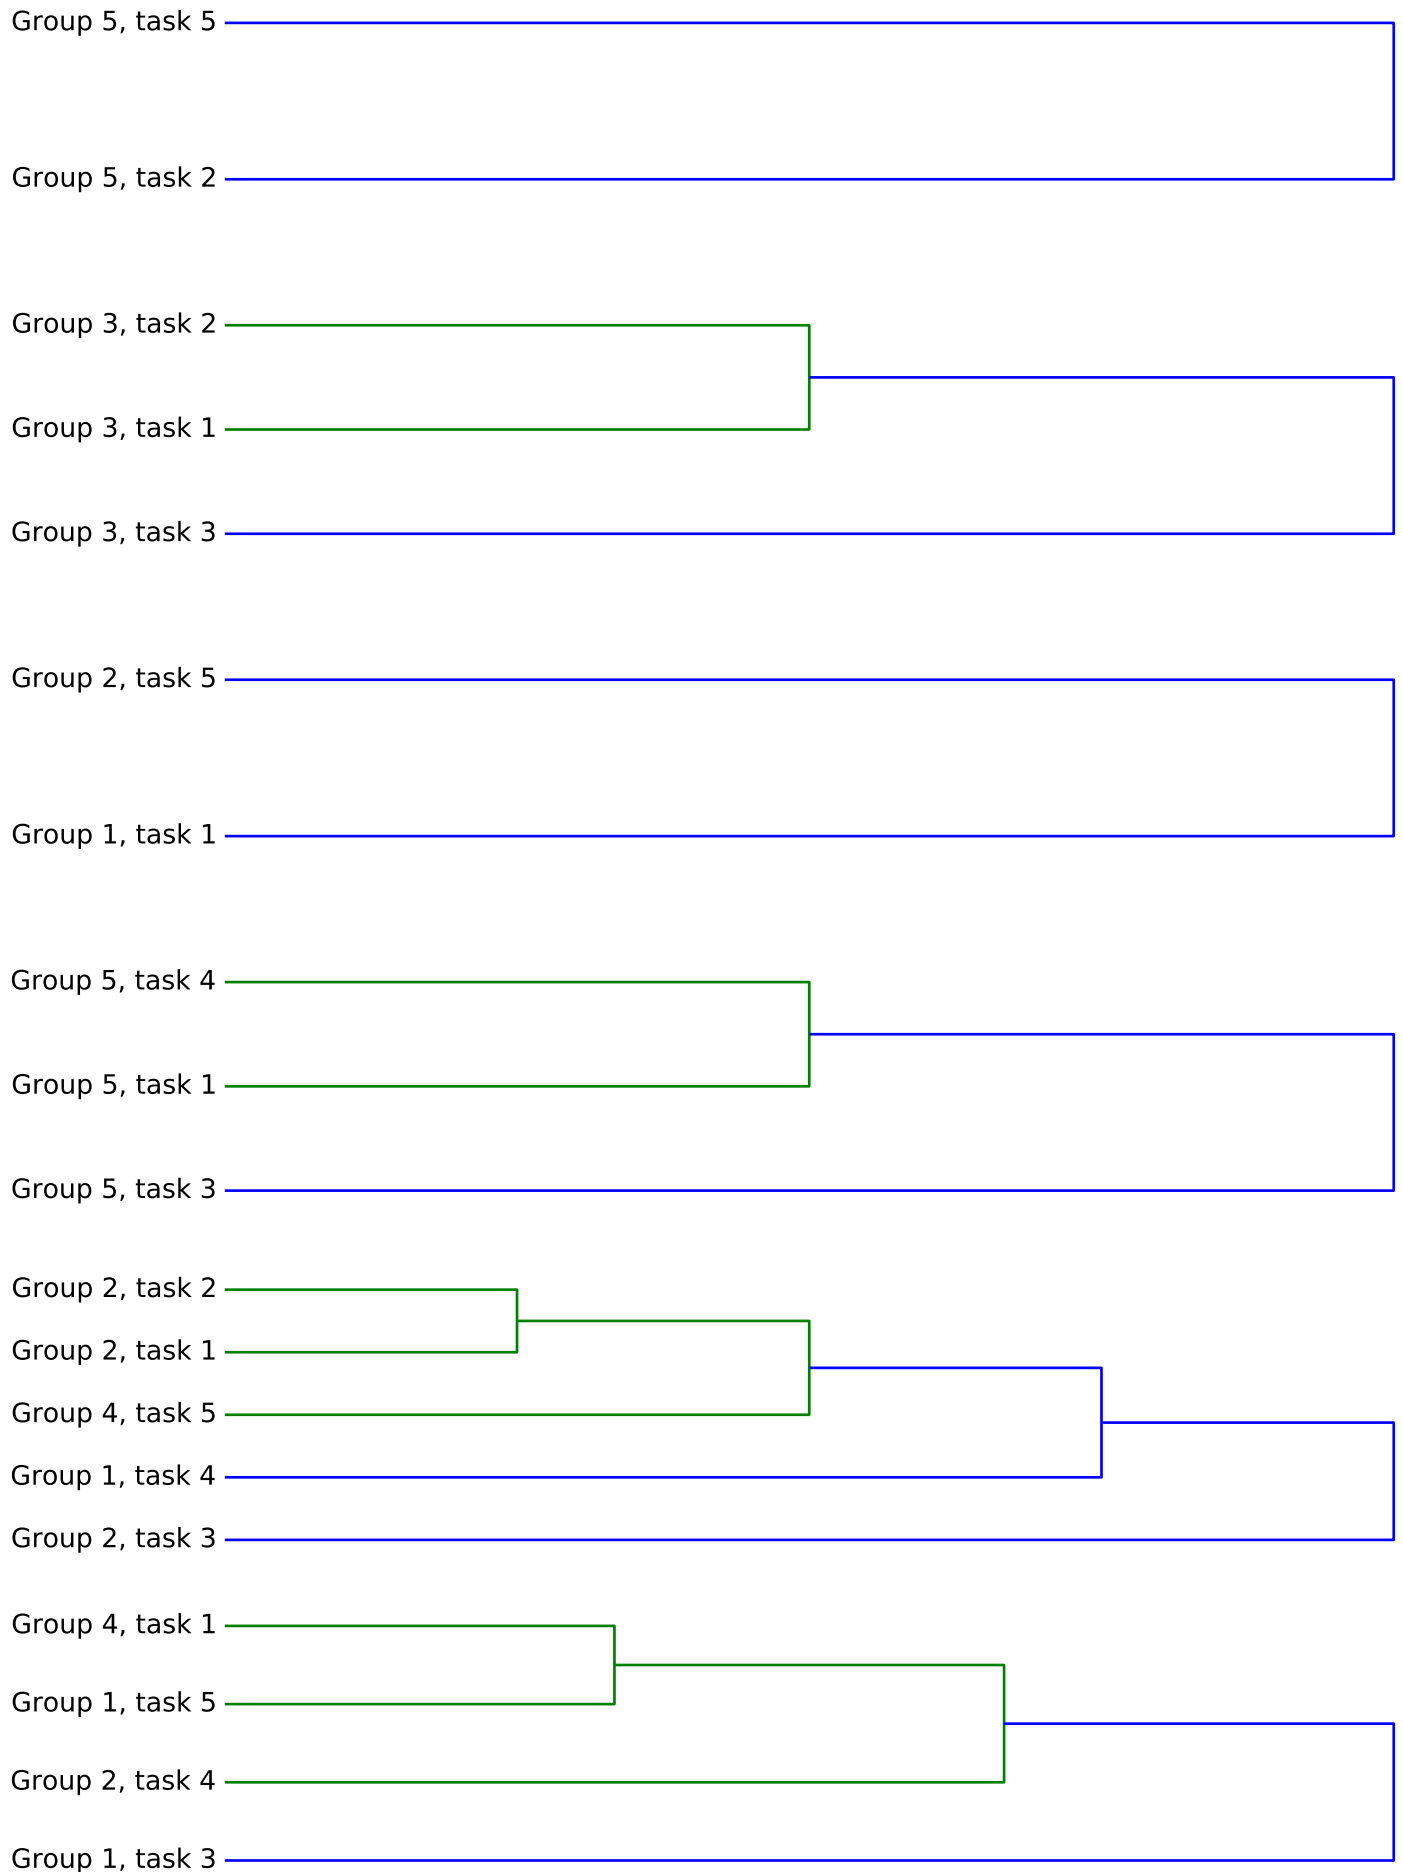 Group 5, task 5
Group 5, task 2
Group 3, task 2
Group 3, task 1
Group 3, task 3
Group 2, task 5
Group 1, task 1
Group 5, task 4
Group 5, task 1
Group 5, task 3
Group 2, task 2
Group 2, task 1
Group 4, task 5
Group 1, task 4
Group 2, task 3
Group 4, task 1
Group 1, task 5
Group 2, task 4
Group 1, task 3